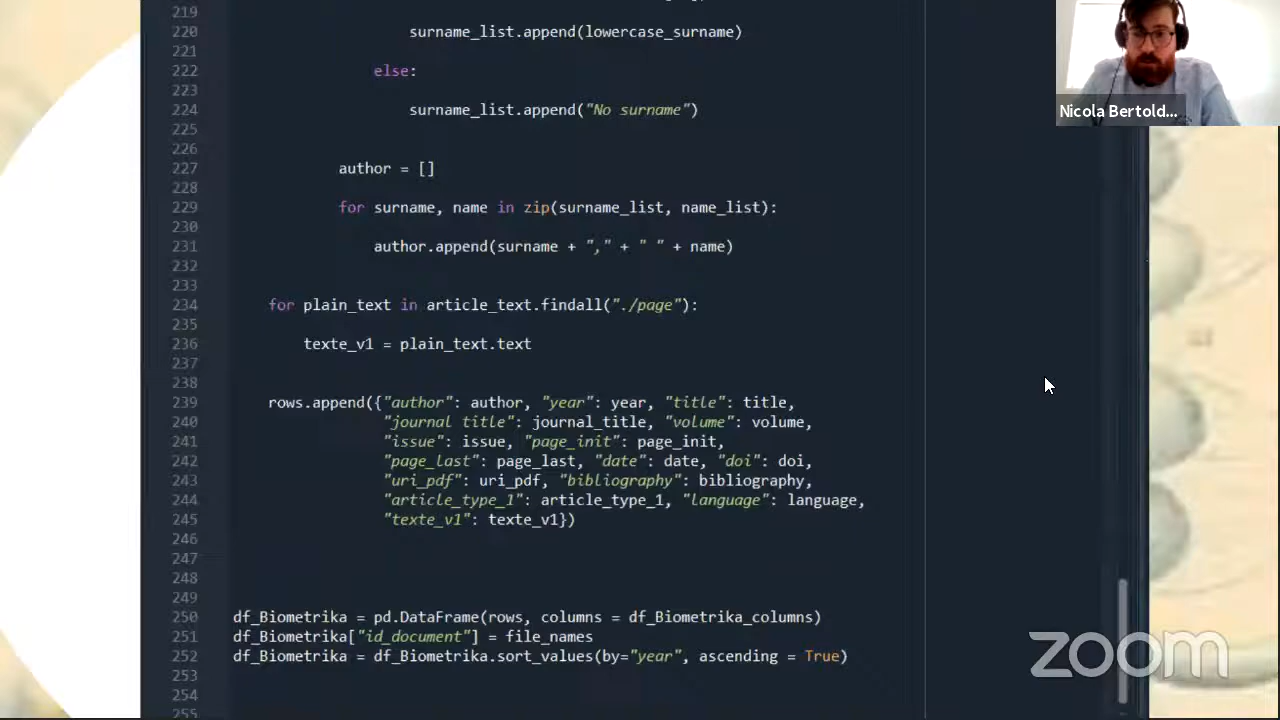 219
220 surname_list.append(lowercase_surname)
221
222 else:
223
224 surname_list.append("No surname")
225
226
227 author = []
228
229 for surname, name in zip(surname_list, name_list):
230
231 author.append(surname + "," + " " + name)
232
233
234 for plain_text in article_text.findall("./page"):
235
236 texte_v1 = plain_text.text
237
238
239 rows.append({"author": author, "year": year, "title": title,
240 "journal title": journal_title, "volume": volume,
241 "issue": issue, "page_init": page_init,
242 "page_last": page_last, "date": date, "doi": doi,
243 "uri_pdf": uri_pdf, "bibliography": bibliography,
244 "article_type_1": article_type_1, "language": language,
245 "texte_v1": texte_v1})
246
247
248
249
250 df_Biometrika = pd.DataFrame(rows, columns = df_Biometrika_columns)
251 df_Biometrika["id_document"] = file_names
252 df_Biometrika = df_Biometrika.sort_values(by="year", ascending = True)
253
254
255
Nicola Bertold...
zoom